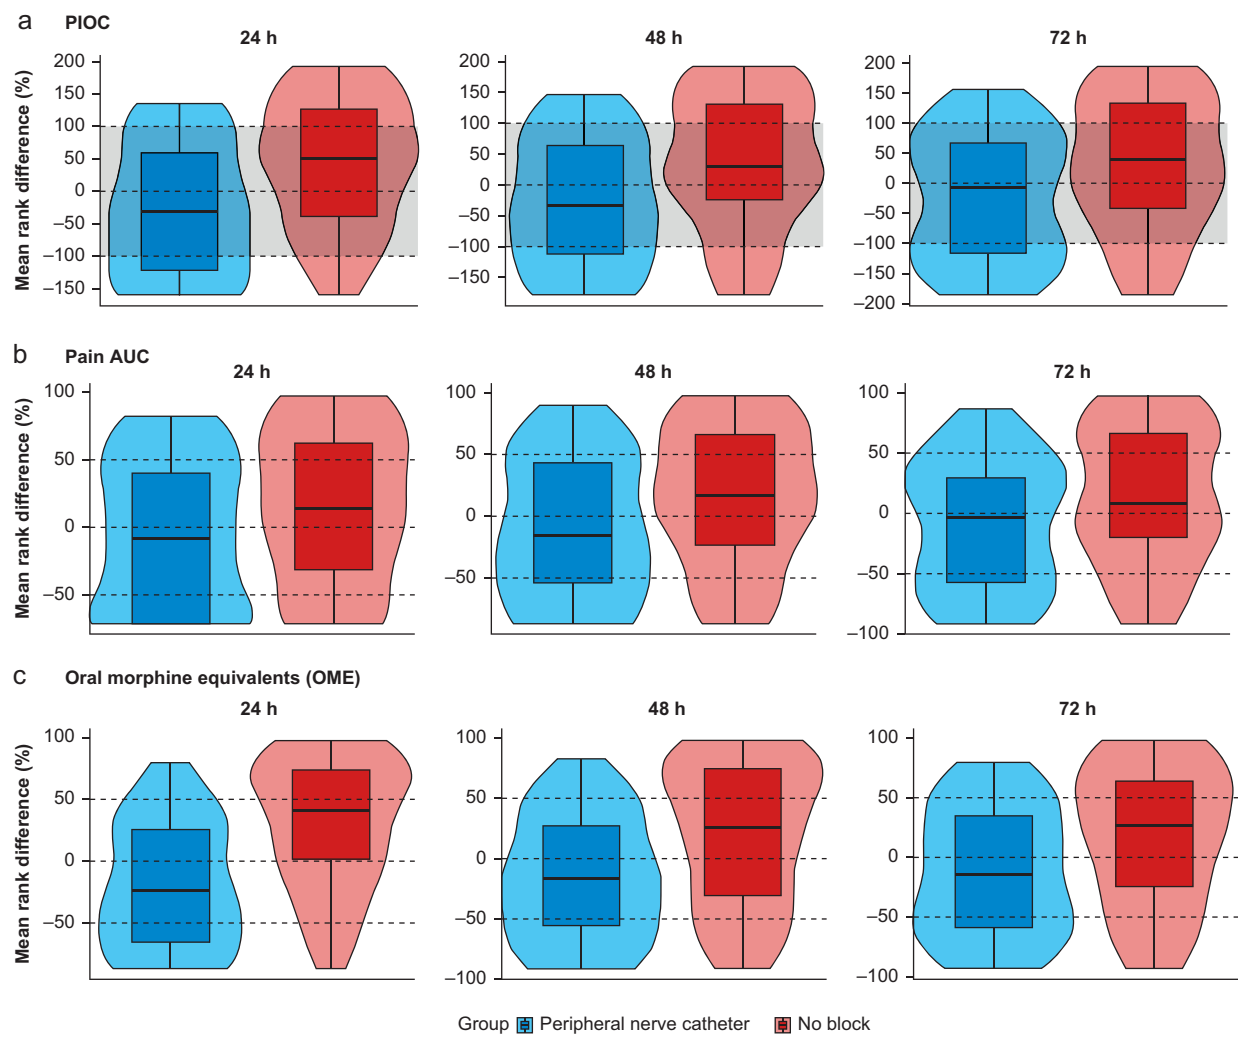 a PIOC
24 h 48 h 72 h
Mean rank difference (%)
200 150 100 50 0 –50 –100 –150
200 150 100 50 0 –50 –100 –150
200 150 100 50 0 –50 –100 –150 –200
b Pain AUC
24 h 48 h 72 h
Mean rank difference (%)
100 50 0 –50
100 50 0 –50
100 50 0 –50 –100
c Oral morphine equivalents (OME)
24 h 48 h 72 h
Mean rank difference (%)
100 50 0 –50
100 50 0 –50 –100
100 50 0 –50 –100
Group Peripheral nerve catheter No block